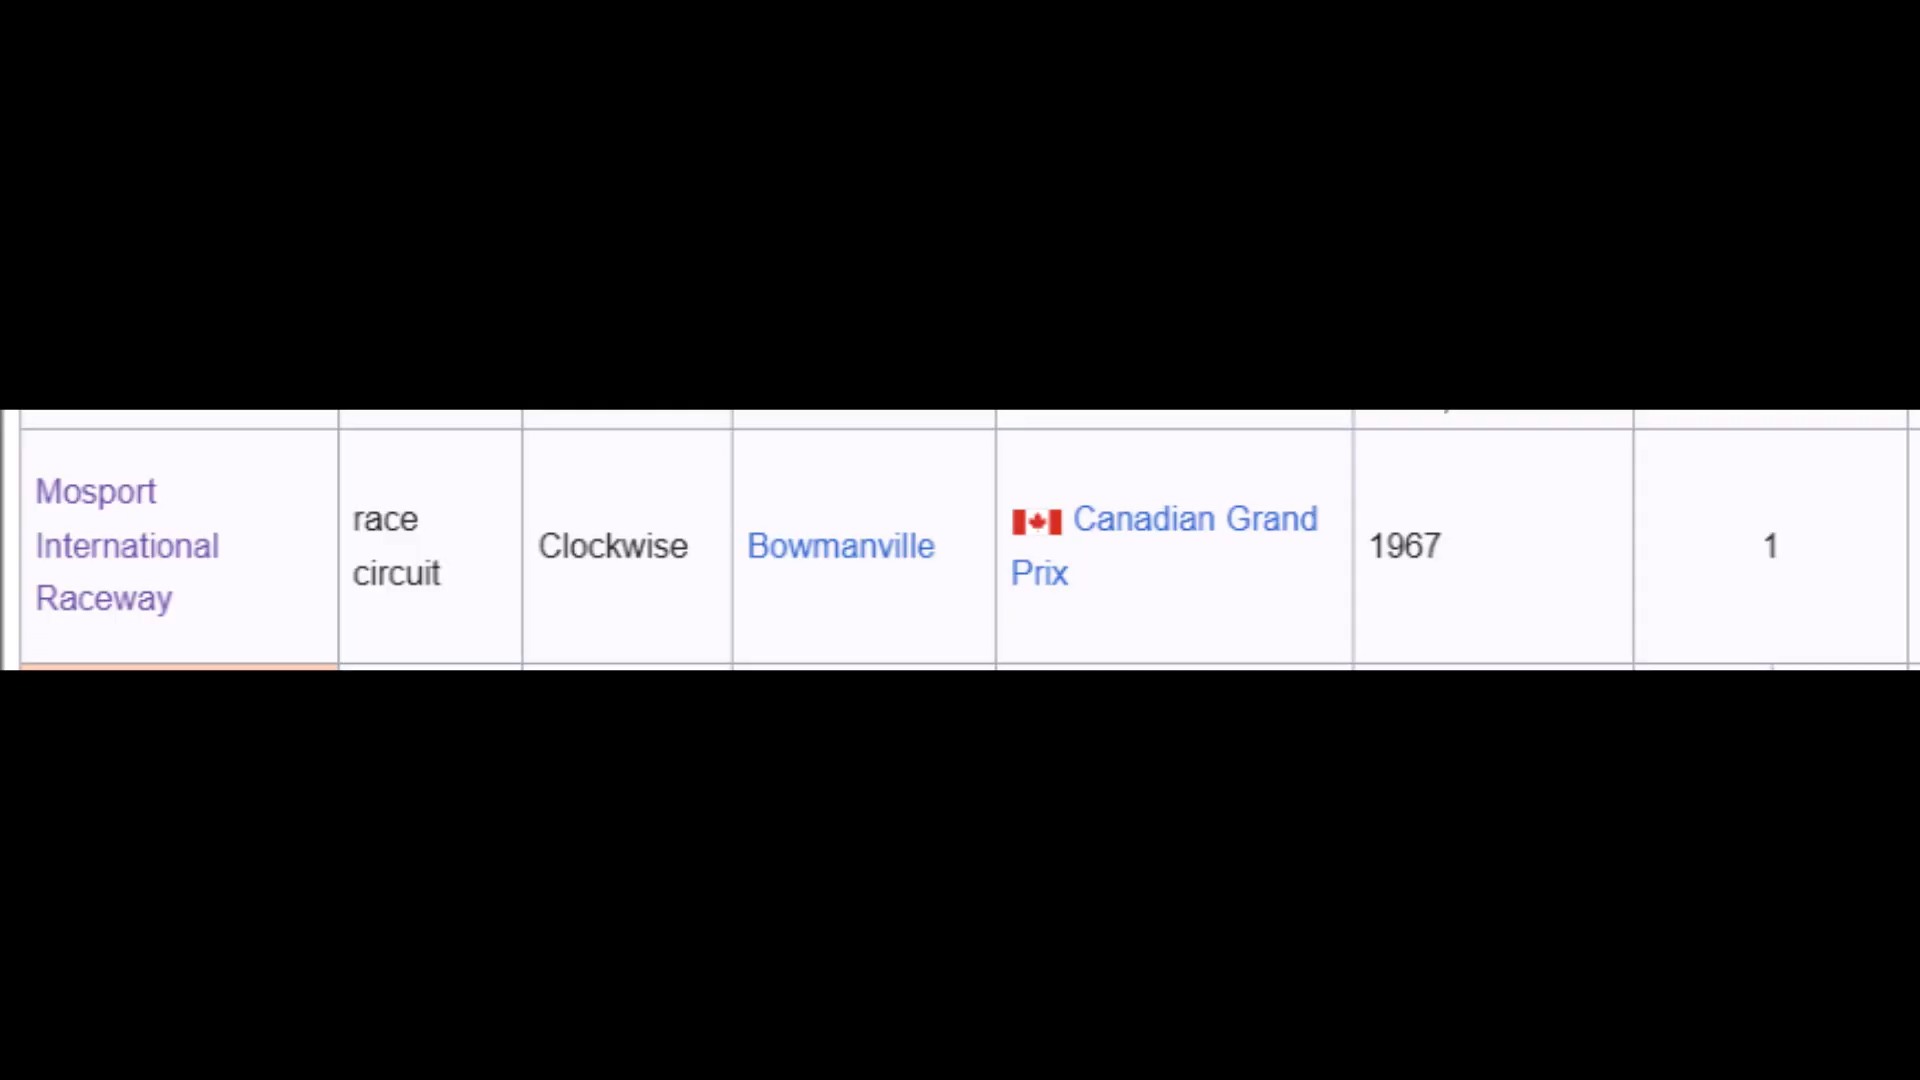 Mosport
International
Raceway
race
circuit
Clockwise
Bowmanville
Canadian Grand
Prix
1967
1